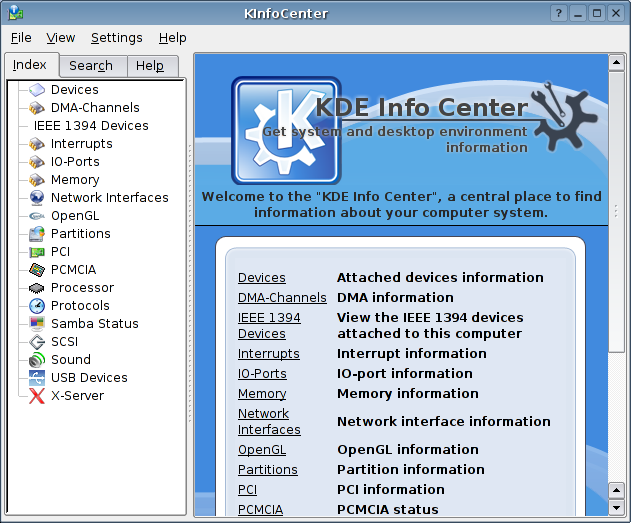 KInfoCenter
File View Settings Help
Index Search Help
Devices
DMA-Channels
IEEE 1394 Devices
Interrupts
IO-Ports
Memory
Network Interfaces
OpenGL
Partitions
PCI
PCMCIA
Processor
Protocols
Samba Status
SCSI
Sound
USB Devices
X-Server
KDE Info Center
Get system and desktop environment
information
Welcome to the "KDE Info Center", a central place to find
information about your computer system.
Devices Attached devices information
DMA-Channels DMA information
IEEE 1394 View the IEEE 1394 devices
Devices attached to this computer
Interrupts Interrupt information
IO-Ports IO-port information
Memory Memory information
Network
Interfaces Network interface information
OpenGL OpenGL information
Partitions Partition information
PCI PCI information
PCMCIA PCMCIA status